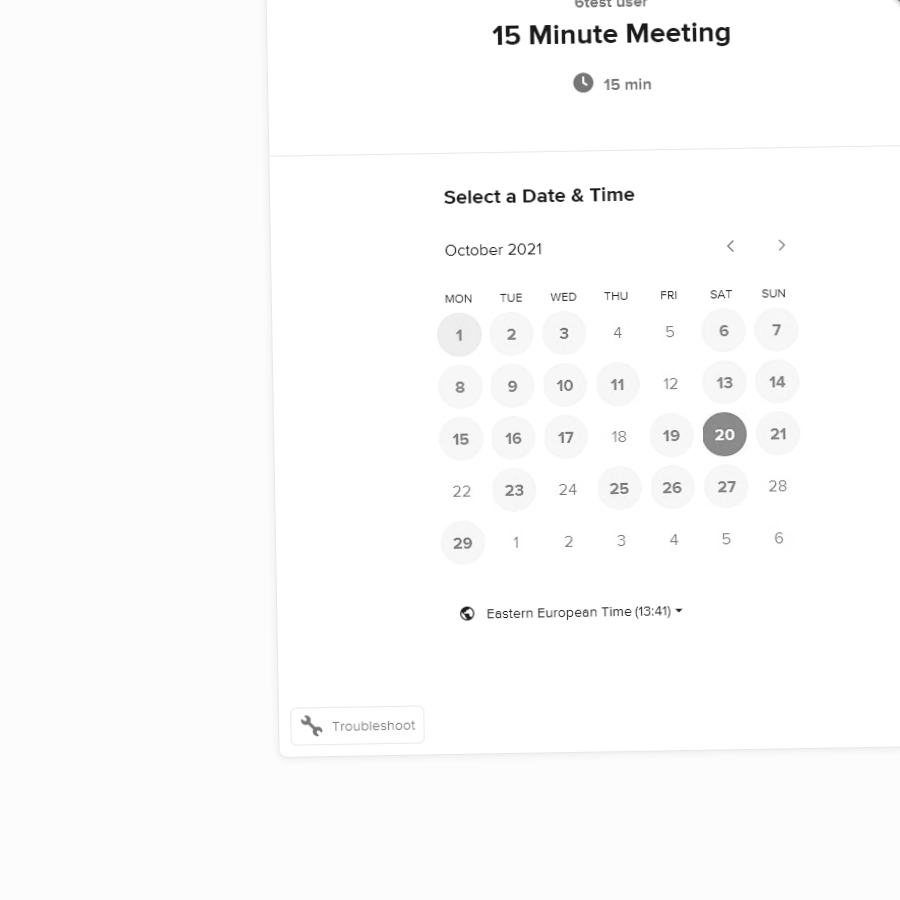 6test user
15 Minute Meeting
15 min
Select a Date & Time
October 2021
MON TUE WED THU FRI SAT SUN
1 2 3 4 5 6 7
8 9 10 11 12 13 14
15 16 17 18 19 20 21
22 23 24 25 26 27 28
29 1 2 3 4 5 6
Eastern European Time (13:41)
Troubleshoot